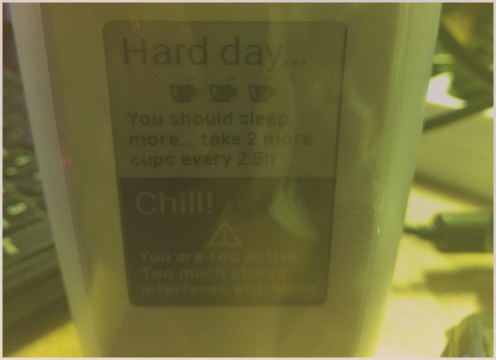 Hard day...
You should sleep
more... take 2 more
cups every 2.5h
Chill!
You are too active.
Too much stress
interferes with sleep